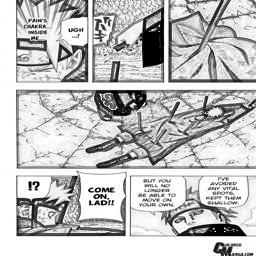 PAIN'S
CHAKRA...
INSIDE
ME...
UGH
...!
I'VE
AVOIDED
ANY VITAL
SPOTS,
KEPT THEM
SHALLOW.
BUT YOU
WILL NO
LONGER
BE ABLE TO
MOVE ON
YOUR OWN.
COME
ON,
LAD!!
!?
COLORED
MANGA.COM